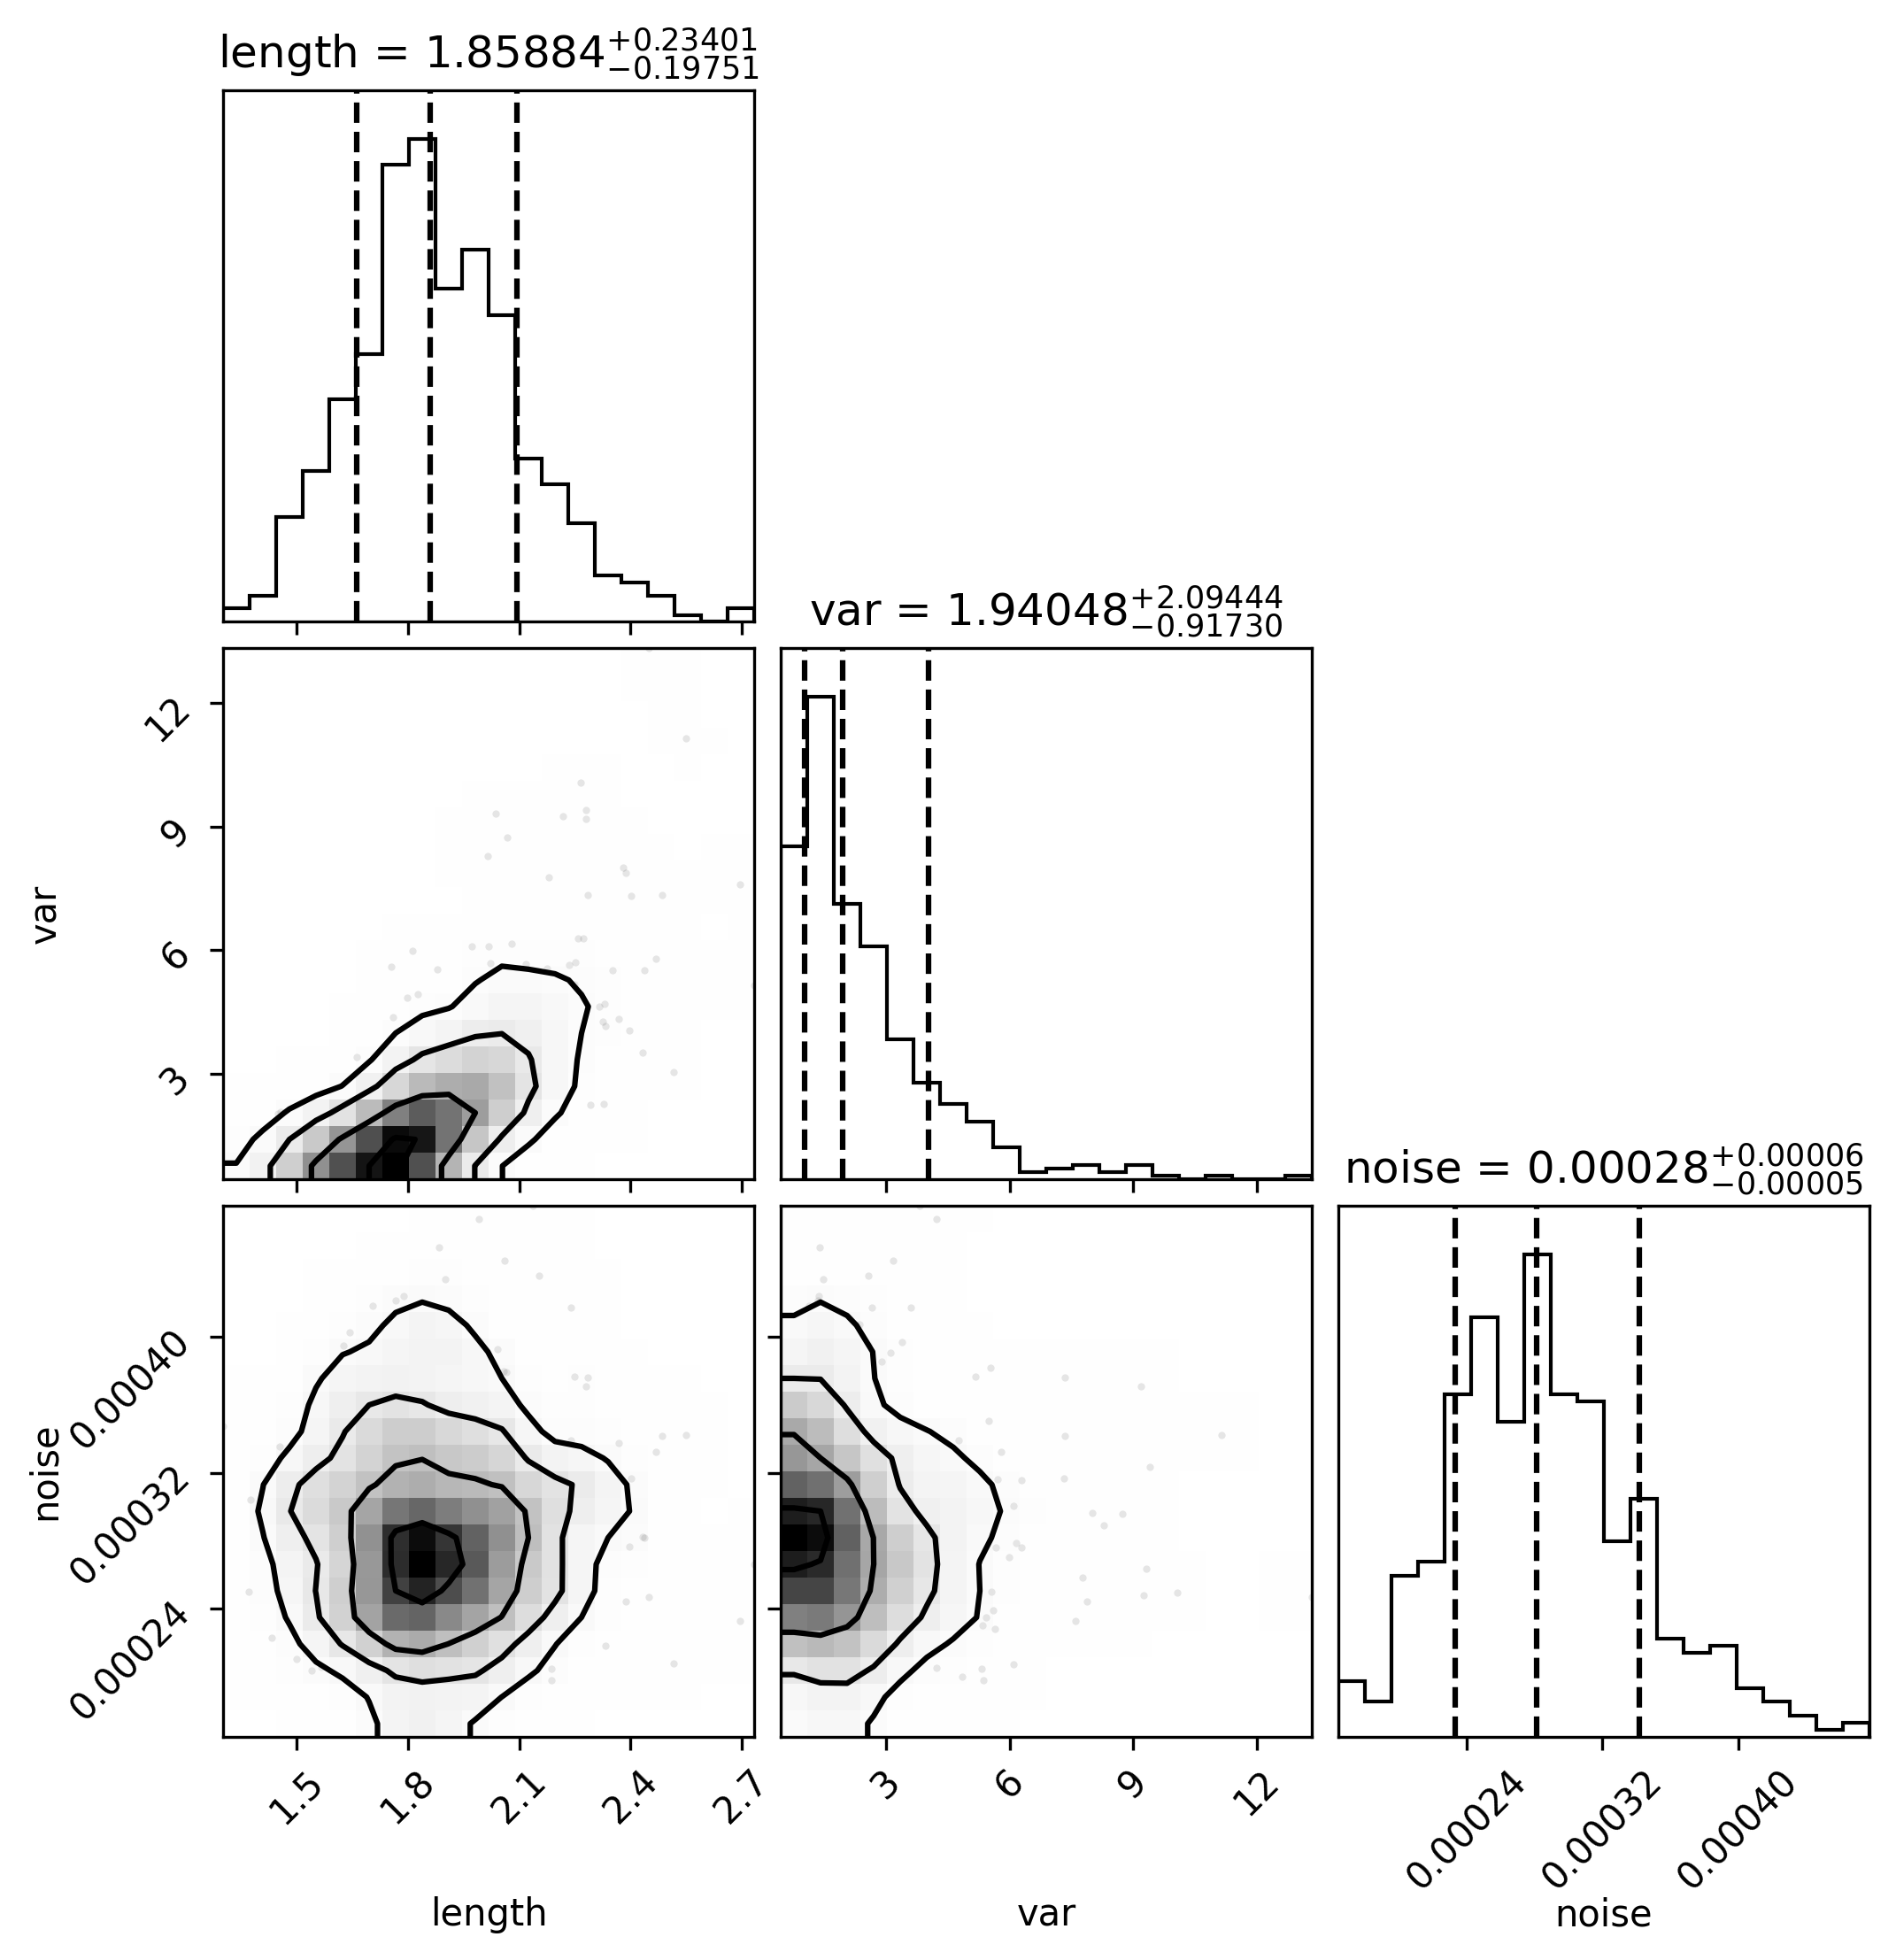 length = 1.85884 +0.23401 −0.19751
var = 1.94048 +2.09444 −0.91730
12
9
6
3
var
noise = 0.00028 +0.00006 −0.00005
0.00040
0.00032
0.00024
noise
1.5 1.8 2.1 2.4 2.7
3 6 9 12
0.00024 0.00032 0.00040
length
var
noise